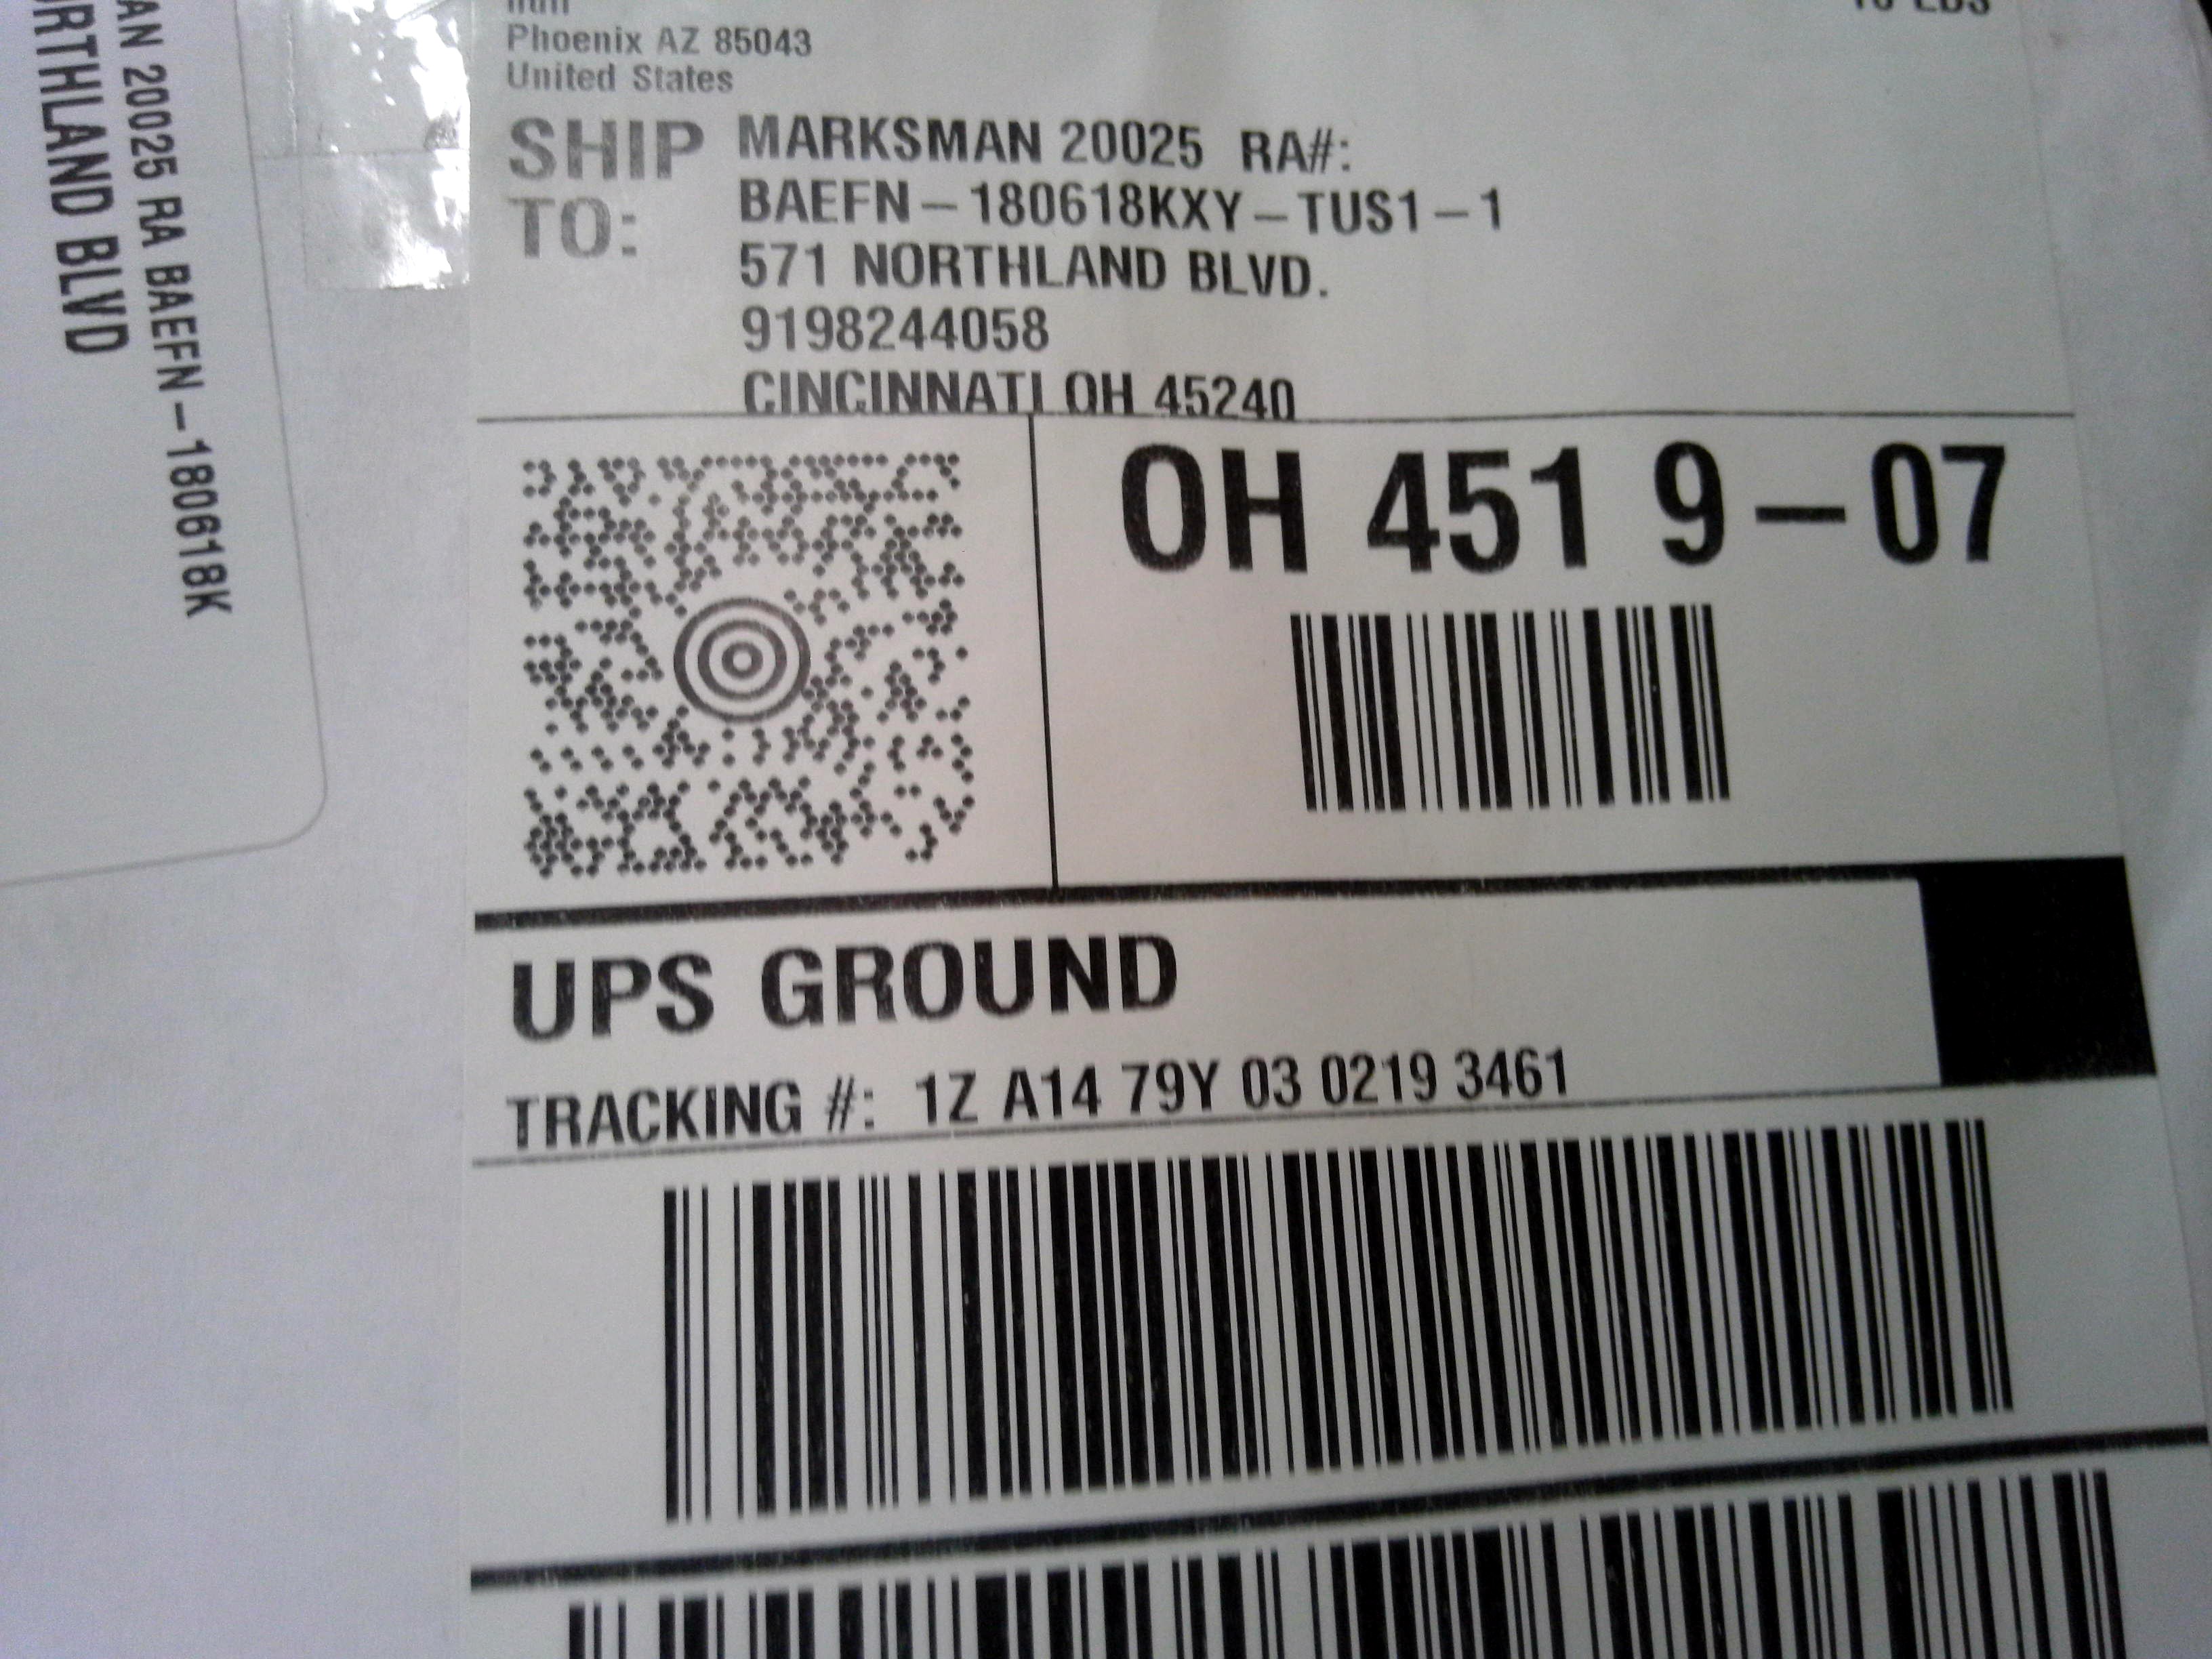 Phoenix AZ 85043
United States
SHIP TO:
MARKSMAN 20025 RA#:
BAEFN-180618KXY-TUS1-1
571 NORTHLAND BLVD.
9198244058
CINCINNATI OH 45240
OH 451 9-07
UPS GROUND
TRACKING #: 1Z A14 79Y 03 0219 3461
AN 20025 RA BAEFN-180618K
RTHLAND BLVD